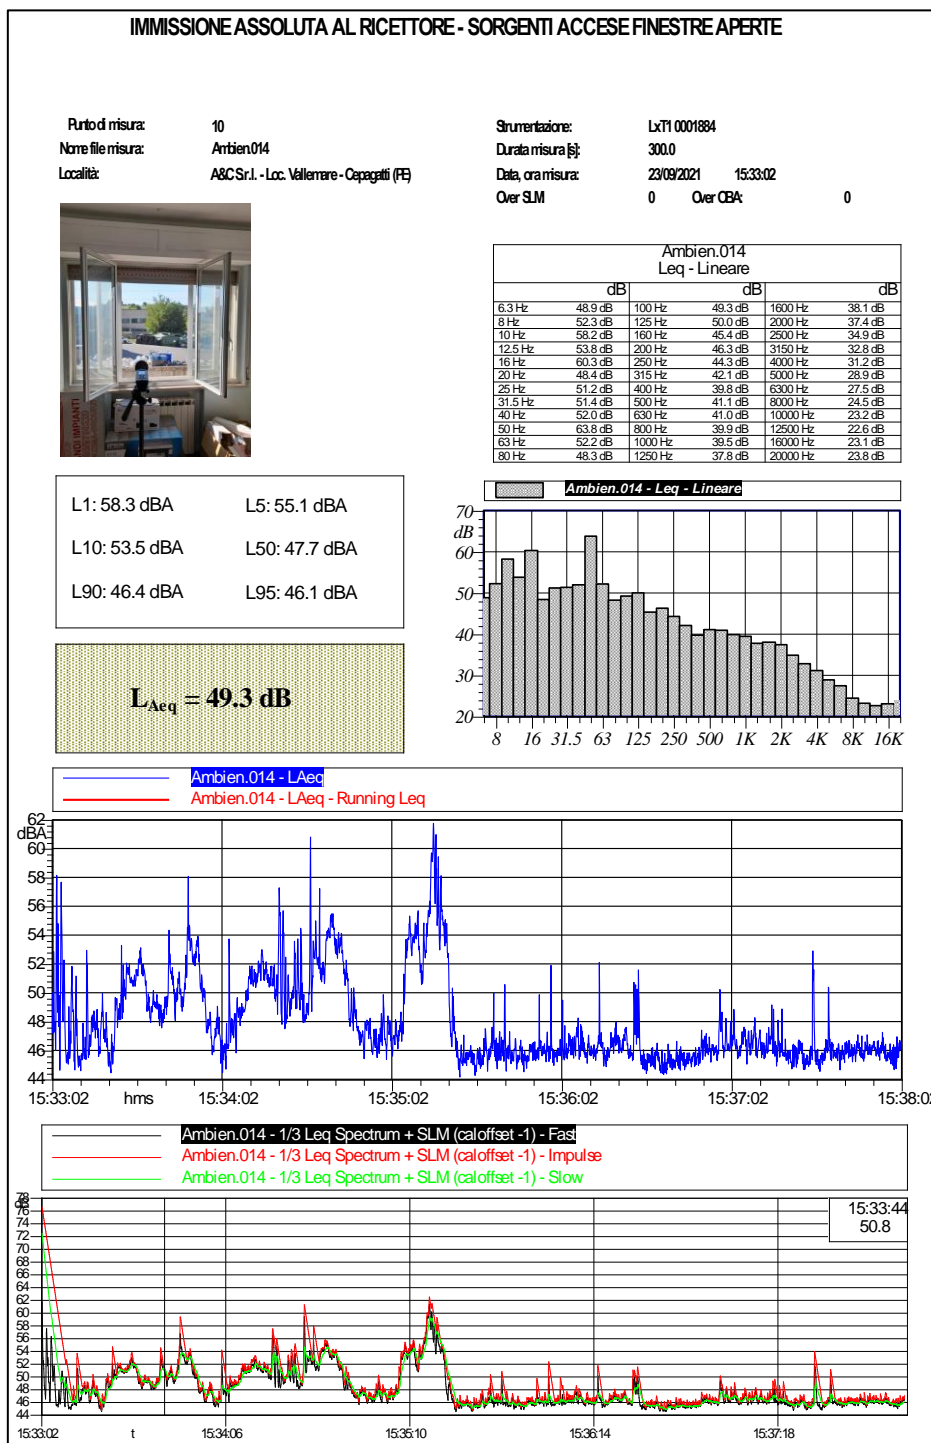 IMMISSIONE ASSOLUTA AL RICETTORE - SORGENTI ACCESE FINESTRE APERTE
Punto di misura: 10
Nome file misura: Ambien.014
Località: A&C S.r.l. - Loc. Vallemare - Cepagatti (PE)
Strumentazione: LxT1 0001884
Durata misura [s]: 300.0
Data, ora misura: 23/09/2021 15:33:02
Over SLM 0 Over OBA: 0
Ambien.014
Leq - Lineare
dB dB dB
6.3 Hz 48.9 dB 100 Hz 49.3 dB 1600 Hz 38.1 dB
8 Hz 52.3 dB 125 Hz 50.0 dB 2000 Hz 37.4 dB
10 Hz 58.2 dB 160 Hz 45.4 dB 2500 Hz 34.9 dB
12.5 Hz 53.8 dB 200 Hz 46.3 dB 3150 Hz 32.8 dB
16 Hz 60.3 dB 250 Hz 44.3 dB 4000 Hz 31.2 dB
20 Hz 48.4 dB 315 Hz 42.1 dB 5000 Hz 28.9 dB
25 Hz 51.2 dB 400 Hz 39.8 dB 6300 Hz 27.5 dB
31.5 Hz 51.4 dB 500 Hz 41.1 dB 8000 Hz 24.5 dB
40 Hz 52.0 dB 630 Hz 41.0 dB 10000 Hz 23.2 dB
50 Hz 63.8 dB 800 Hz 39.9 dB 12500 Hz 22.6 dB
63 Hz 52.2 dB 1000 Hz 39.5 dB 16000 Hz 23.1 dB
80 Hz 48.3 dB 1250 Hz 37.8 dB 20000 Hz 23.8 dB
L1: 58.3 dBA L5: 55.1 dBA
L10: 53.5 dBA L50: 47.7 dBA
L90: 46.4 dBA L95: 46.1 dBA
LAeq = 49.3 dB
Ambien.014 - Leq - Lineare
70
dB
60
50
40
30
20
8 16 31.5 63 125 250 500 1K 2K 4K 8K 16K
Ambien.014 - LAeq
Ambien.014 - LAeq - Running Leq
62
dBA
60
58
56
54
52
50
48
46
44
15:33:02 hms 15:34:02 15:35:02 15:36:02 15:37:02 15:38:02
Ambien.014 - 1/3 Leq Spectrum + SLM (caloffset -1) - Fast
Ambien.014 - 1/3 Leq Spectrum + SLM (caloffset -1) - Impulse
Ambien.014 - 1/3 Leq Spectrum + SLM (caloffset -1) - Slow
15:33:44
50.8
78
dB
76
74
72
70
68
66
64
62
60
58
56
54
52
50
48
46
44
15:33:02 t 15:34:06 15:35:10 15:36:14 15:37:18